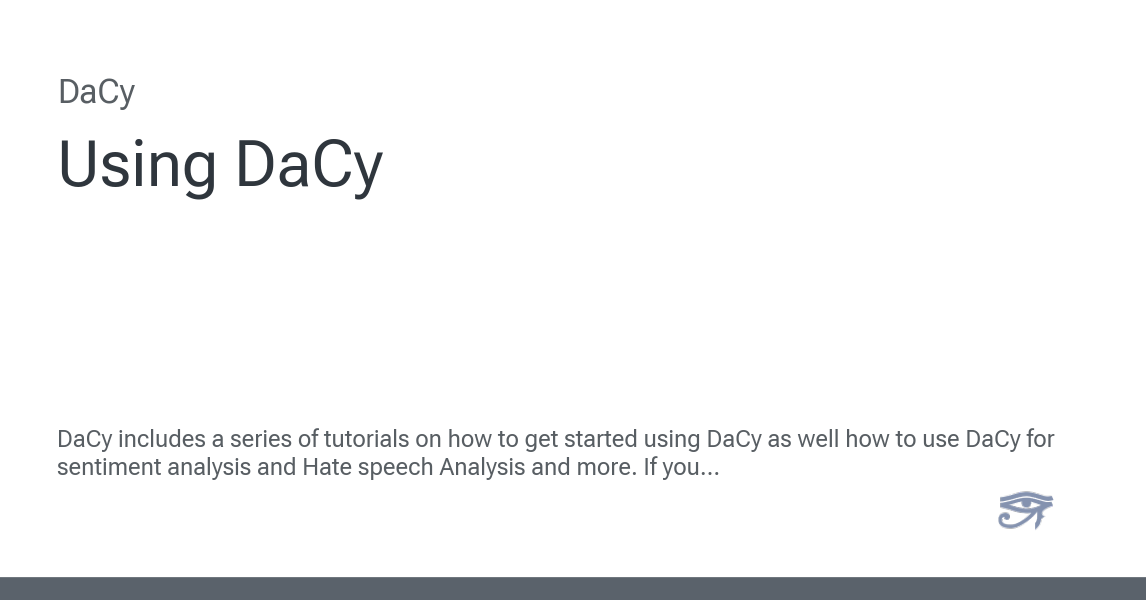 DaCy
Using DaCy
DaCy includes a series of tutorials on how to get started using DaCy as well how to use DaCy for
sentiment analysis and Hate speech Analysis and more. If you...